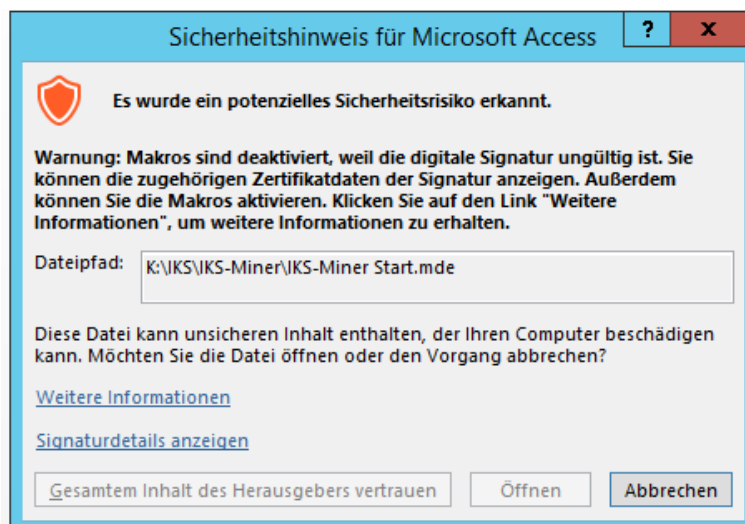 Sicherheitshinweis für Microsoft Access
?
x
Es wurde ein potenzielles Sicherheitsrisiko erkannt.
Warnung: Makros sind deaktiviert, weil die digitale Signatur ungültig ist. Sie
können die zugehörigen Zertifikatdaten der Signatur anzeigen. Außerdem
können Sie die Makros aktivieren. Klicken Sie auf den Link "Weitere
Informationen", um weitere Informationen zu erhalten.
Dateipfad:
K:\IKS\IKS-Miner\IKS-Miner Start.mde
Diese Datei kann unsicheren Inhalt enthalten, der Ihren Computer beschädigen
kann. Möchten Sie die Datei öffnen oder den Vorgang abbrechen?
Weitere Informationen
Signaturdetails anzeigen
Gesamtem Inhalt des Herausgebers vertrauen
Öffnen
Abbrechen